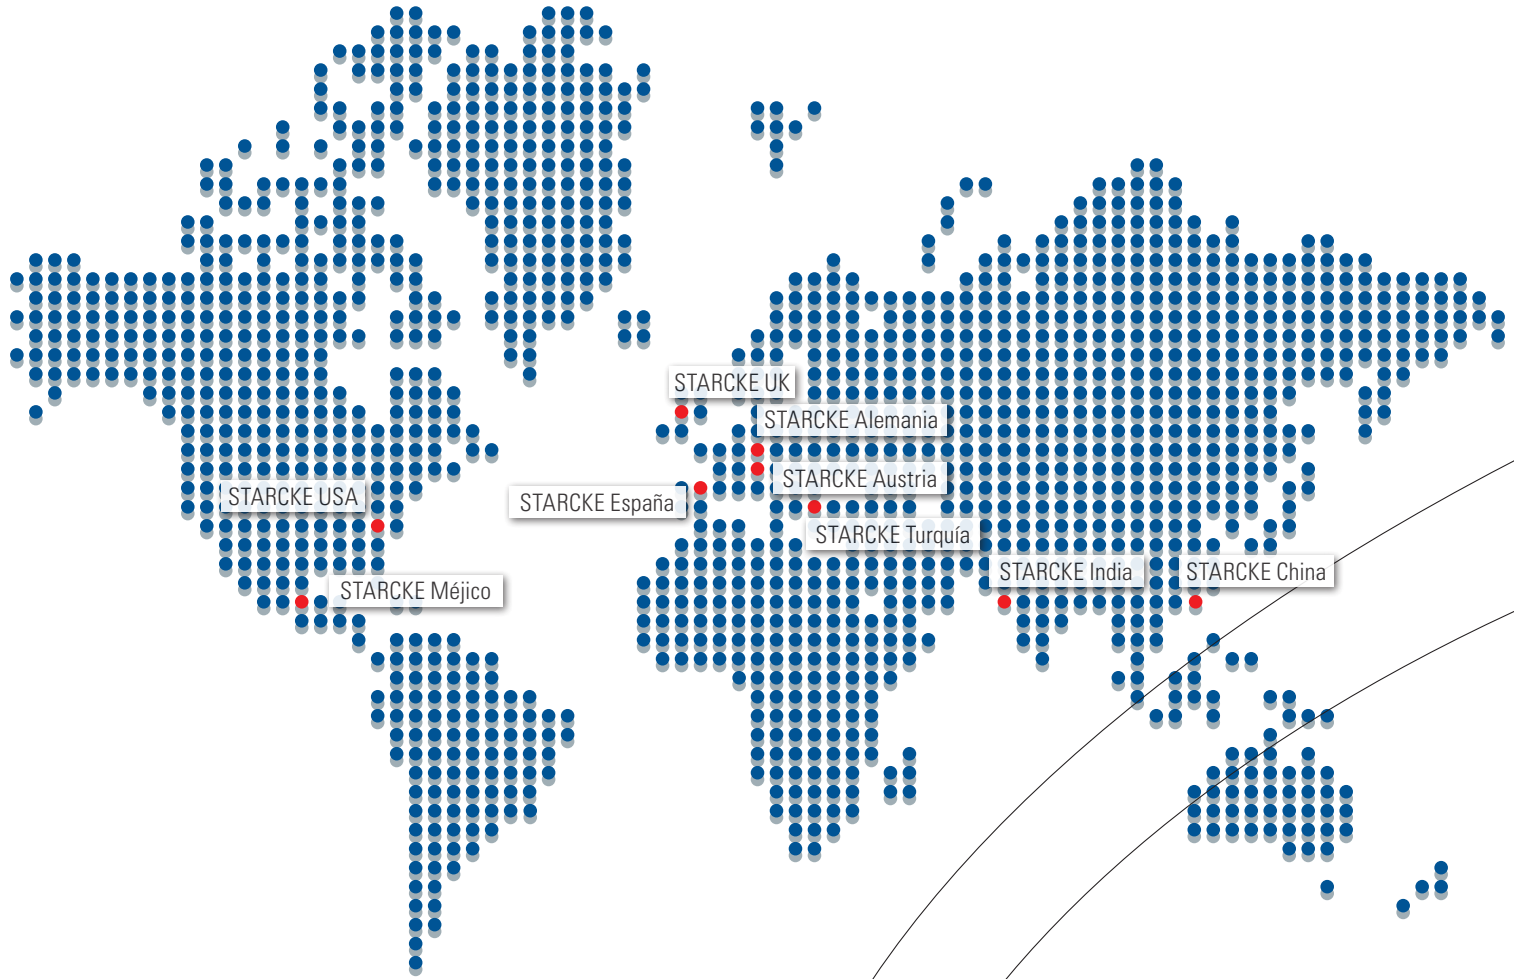 STARCKE UK
STARCKE Alemania
STARCKE Austria
STARCKE USA
STARCKE España
STARCKE Turquía
STARCKE India
STARCKE China
STARCKE Méjico